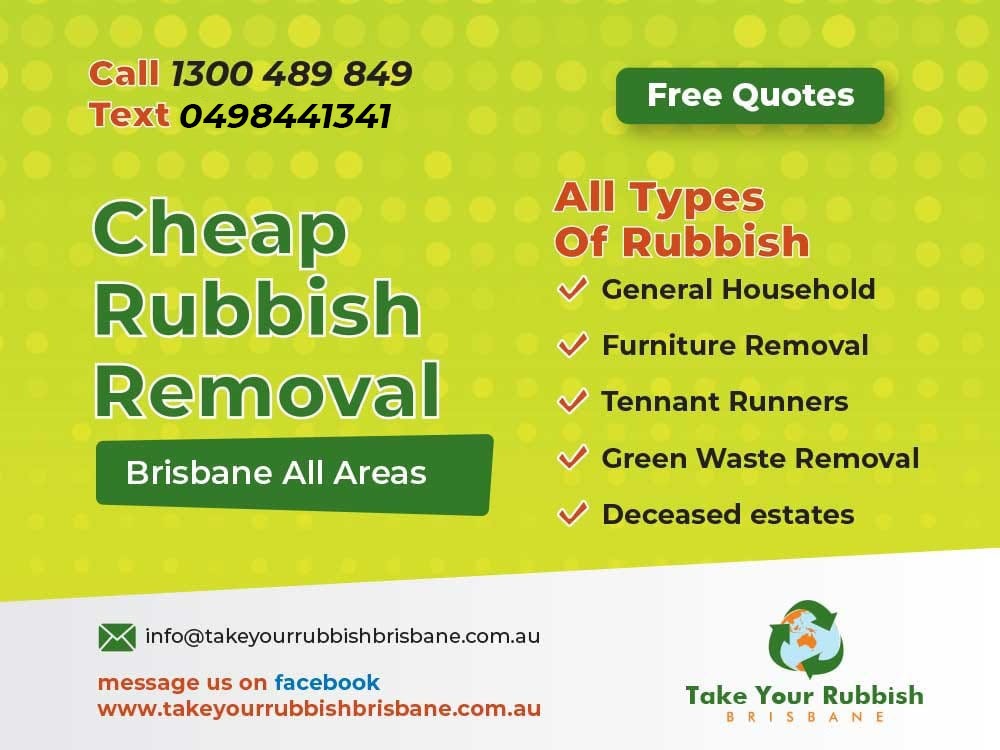 Call 1300 489 849
Text 0498441341
Free Quotes
Cheap
Rubbish
Removal
Brisbane All Areas
All Types
Of Rubbish
General Household
Furniture Removal
Tennant Runners
Green Waste Removal
Deceased estates
info@takeyourrubbishbrisbane.com.au
message us on facebook
www.takeyourrubbishbrisbane.com.au
Take Your Rubbish
BRISBANE